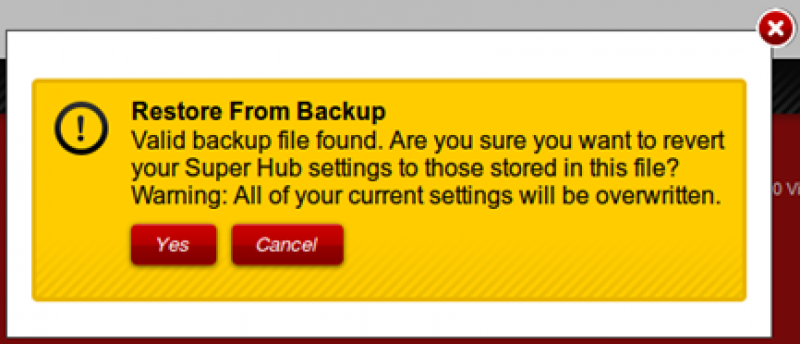 Restore From Backup
Valid backup file found. Are you sure you want to revert
your Super Hub settings to those stored in this file?
Warning: All of your current settings will be overwritten.
Yes
Cancel